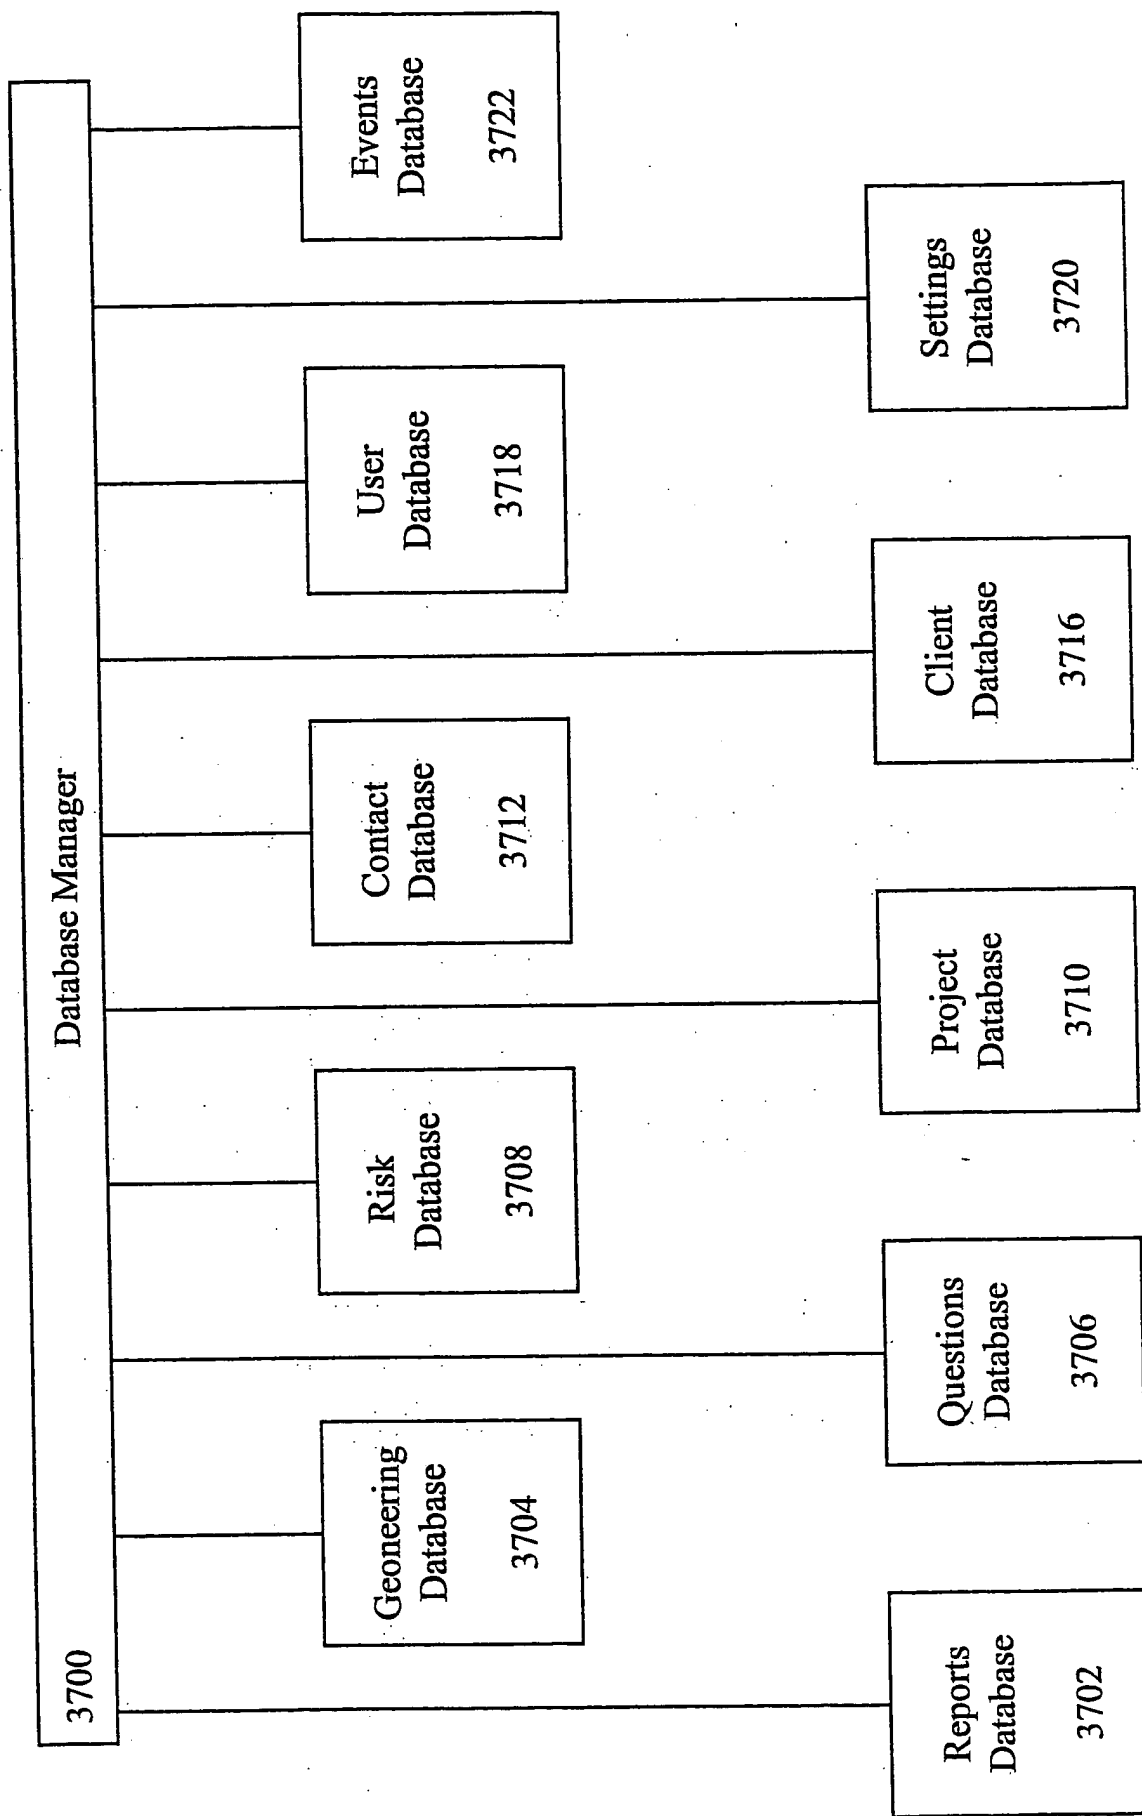 Database Manager
3700
Events
Database
3722
User
Database
3718
Contact
Database
3712
Risk
Database
3708
Geoneering
Database
3704
Settings
Database
3720
Client
Database
3716
Project
Database
3710
Questions
Database
3706
Reports
Database
3702